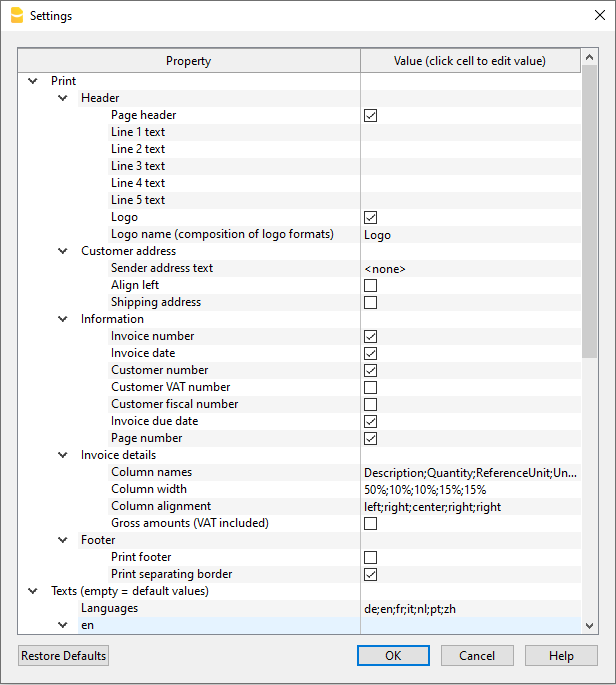 Settings
Property Value (click cell to edit value)
Print
Header
Page header
Line 1 text
Line 2 text
Line 3 text
Line 4 text
Line 5 text
Logo
Logo name (composition of logo formats) Logo
Customer address
Sender address text <none>
Align left
Shipping address
Information
Invoice number
Invoice date
Customer number
Customer VAT number
Customer fiscal number
Invoice due date
Page number
Invoice details
Column names Description;Quantity;ReferenceUnit;Un...
Column width 50%;10%;10%;15%;15%
Column alignment left;right;center;right;right
Gross amounts (VAT included)
Footer
Print footer
Print separating border
Texts (empty = default values)
Languages de;en;fr;it;nl;pt;zh
en
Restore Defaults OK Cancel Help